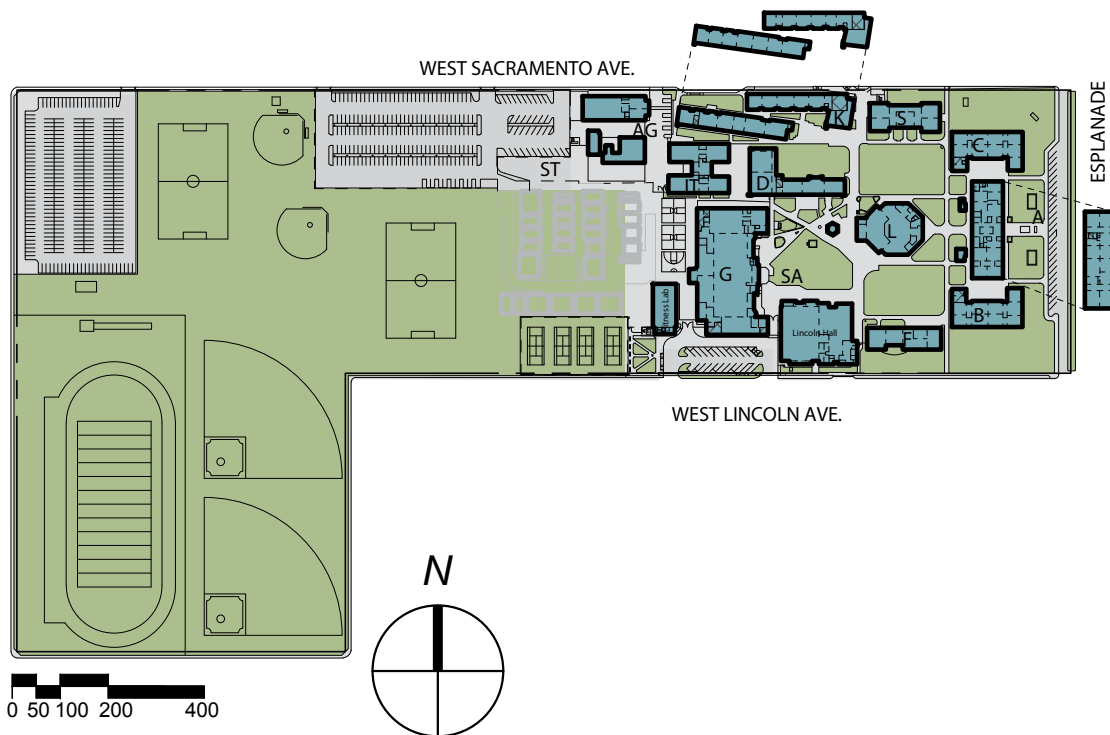 WEST SACRAMENTO AVE.
ESPLANADE
AG
K
S
C
ST
IT
D
A
L
G
SA
B
Fitness Lab
Lincoln Hall
WEST LINCOLN AVE.
N
0 50 100 200 400